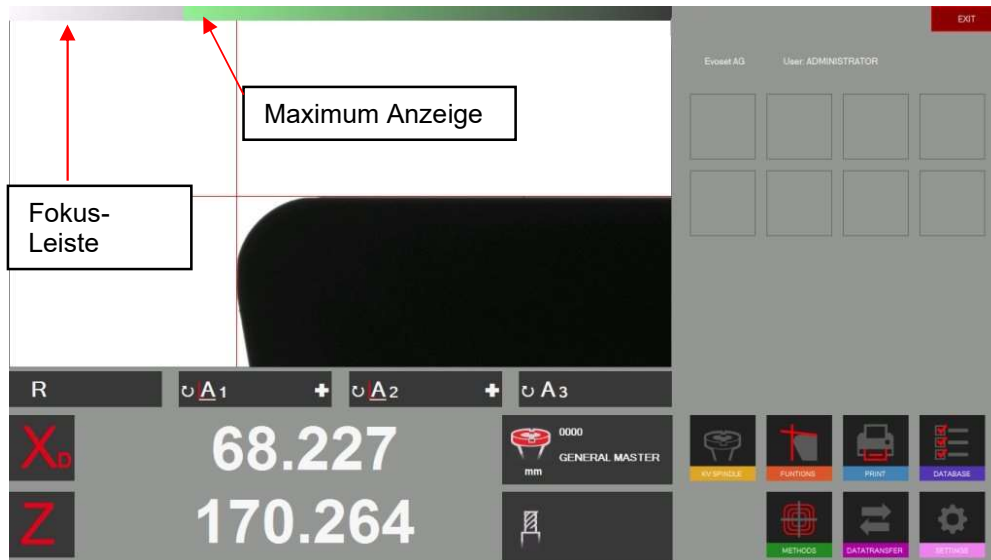 EXIT
Evoset AG User: ADMINISTRATOR
Maximum Anzeige
Fokus-
Leiste
R
A1
A2
A3
XD
68.227
0000
GENERAL MASTER
mm
Z
170.264
KV SPINDLE
FUNTIONS
PRINT
DATABASE
METHODS
DATATRANSFER
SETTINGS